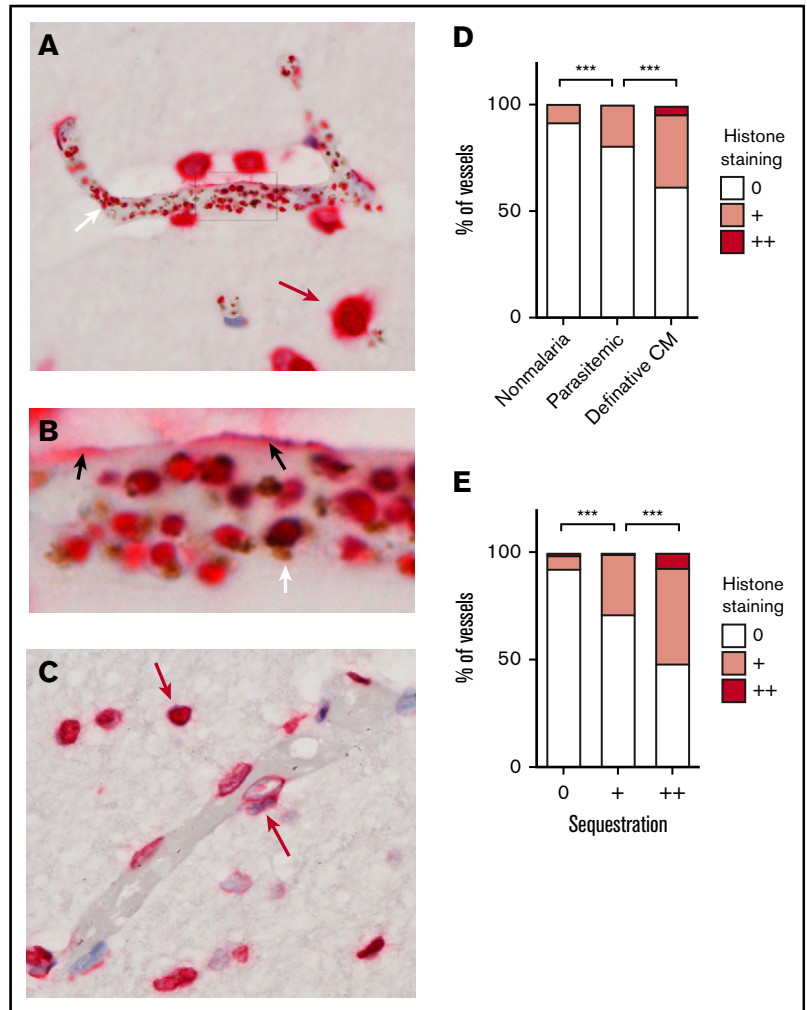 A
B
C
D
*** ***
100
50
0
% of vessels
Nonmalaria
Parasitemic
Definative CM
Histone
staining
0
+
++
E
*** ***
100
50
0
% of vessels
0 + ++
Sequestration
Histone
staining
0
+
++